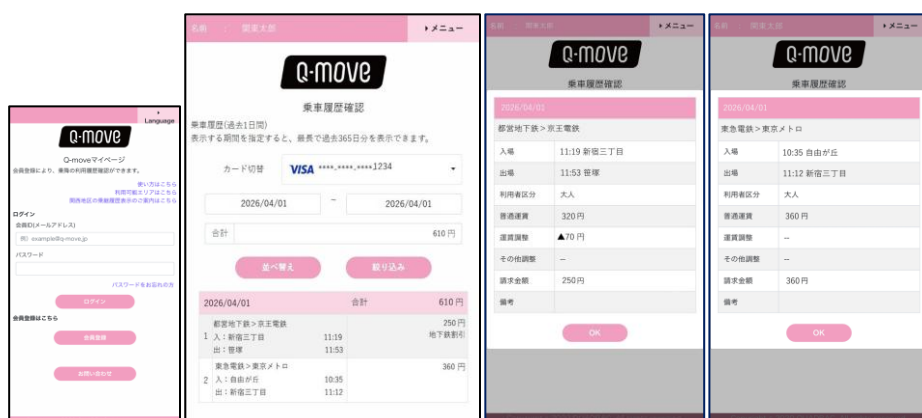 Language
Q-move
Q-moveマイページ
会員登録により、乗降の利用履歴確認ができます。
使い方はこちら
利用可能エリアはこちら
関西地区の乗車履歴表示のご案内はこちら
ログイン
会員ID(メールアドレス)
例）example@q-move.jp
パスワード
パスワードをお忘れの方
ログイン
会員登録はこちら
会員登録
お問い合わせ
名前 : 関東太郎
メニュー
Q-move
乗車履歴確認
乗車履歴(過去1日間)
表示する期間を指定すると、最長で過去365日分を表示できます。
カード切替 VISA ****-****-****1234
2026/04/01 ~ 2026/04/01
合計 610 円
並べ替え 絞り込み
2026/04/01 合計 610 円
都営地下鉄 > 京王電鉄 250 円
1 入：新宿三丁目 11:19 地下鉄割引
出：笹塚 11:53
東急電鉄 > 東京メトロ 360 円
2 入：自由が丘 10:35
出：新宿三丁目 11:12
名前 : 関東太郎
メニュー
Q-move
乗車履歴確認
2026/04/01
都営地下鉄 > 京王電鉄
入場 11:19 新宿三丁目
出場 11:53 笹塚
利用者区分 大人
普通運賃 320 円
運賃調整 ▲70 円
その他調整 --
請求金額 250円
備考
OK
名前 : 関東太郎
メニュー
Q-move
乗車履歴確認
2026/04/01
東急電鉄 > 東京メトロ
入場 10:35 自由が丘
出場 11:12 新宿三丁目
利用者区分 大人
普通運賃 360 円
運賃調整 --
その他調整 --
請求金額 360円
備考
OK